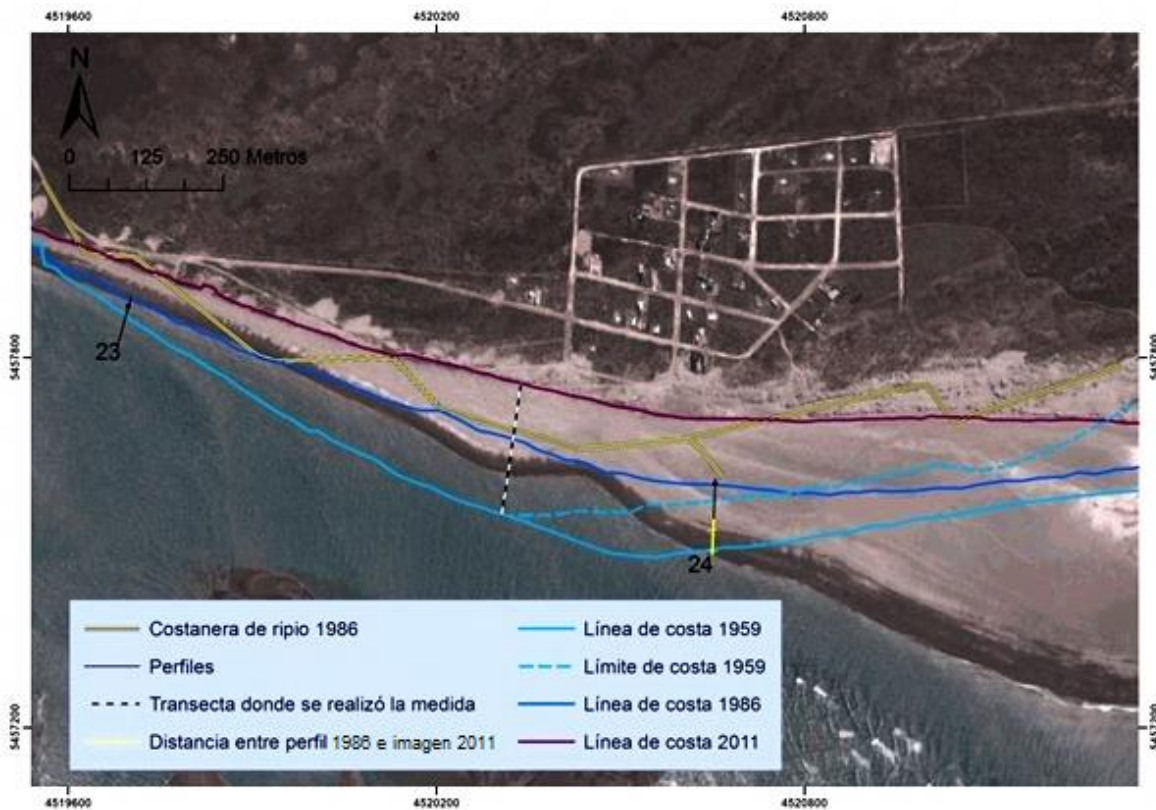 4519600 4520200 4520800
N
0 125 250 Metros
5457800 5457800
23
24
5457200 5457200
Costanera de ripio 1986
Perfiles
Transecta donde se realizó la medida
Distancia entre perfil 1986 e imagen 2011
Línea de costa 1959
Límite de costa 1959
Línea de costa 1986
Línea de costa 2011
4519600 4520200 4520800